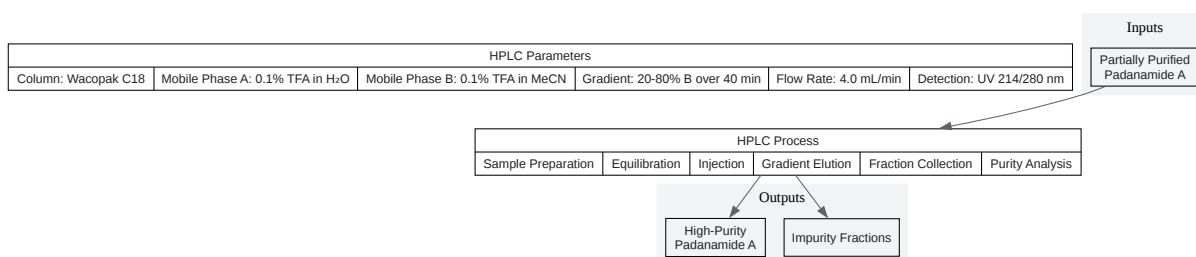 Inputs
HPLC Parameters
Column: Wacopak C18 Mobile Phase A: 0.1% TFA in H₂O Mobile Phase B: 0.1% TFA in MeCN Gradient: 20-80% B over 40 min Flow Rate: 4.0 mL/min Detection: UV 214/280 nm
Partially Purified
Padanamide A
HPLC Process
Sample Preparation Equilibration Injection Gradient Elution Fraction Collection Purity Analysis
Outputs
High-Purity
Padanamide A
Impurity Fractions